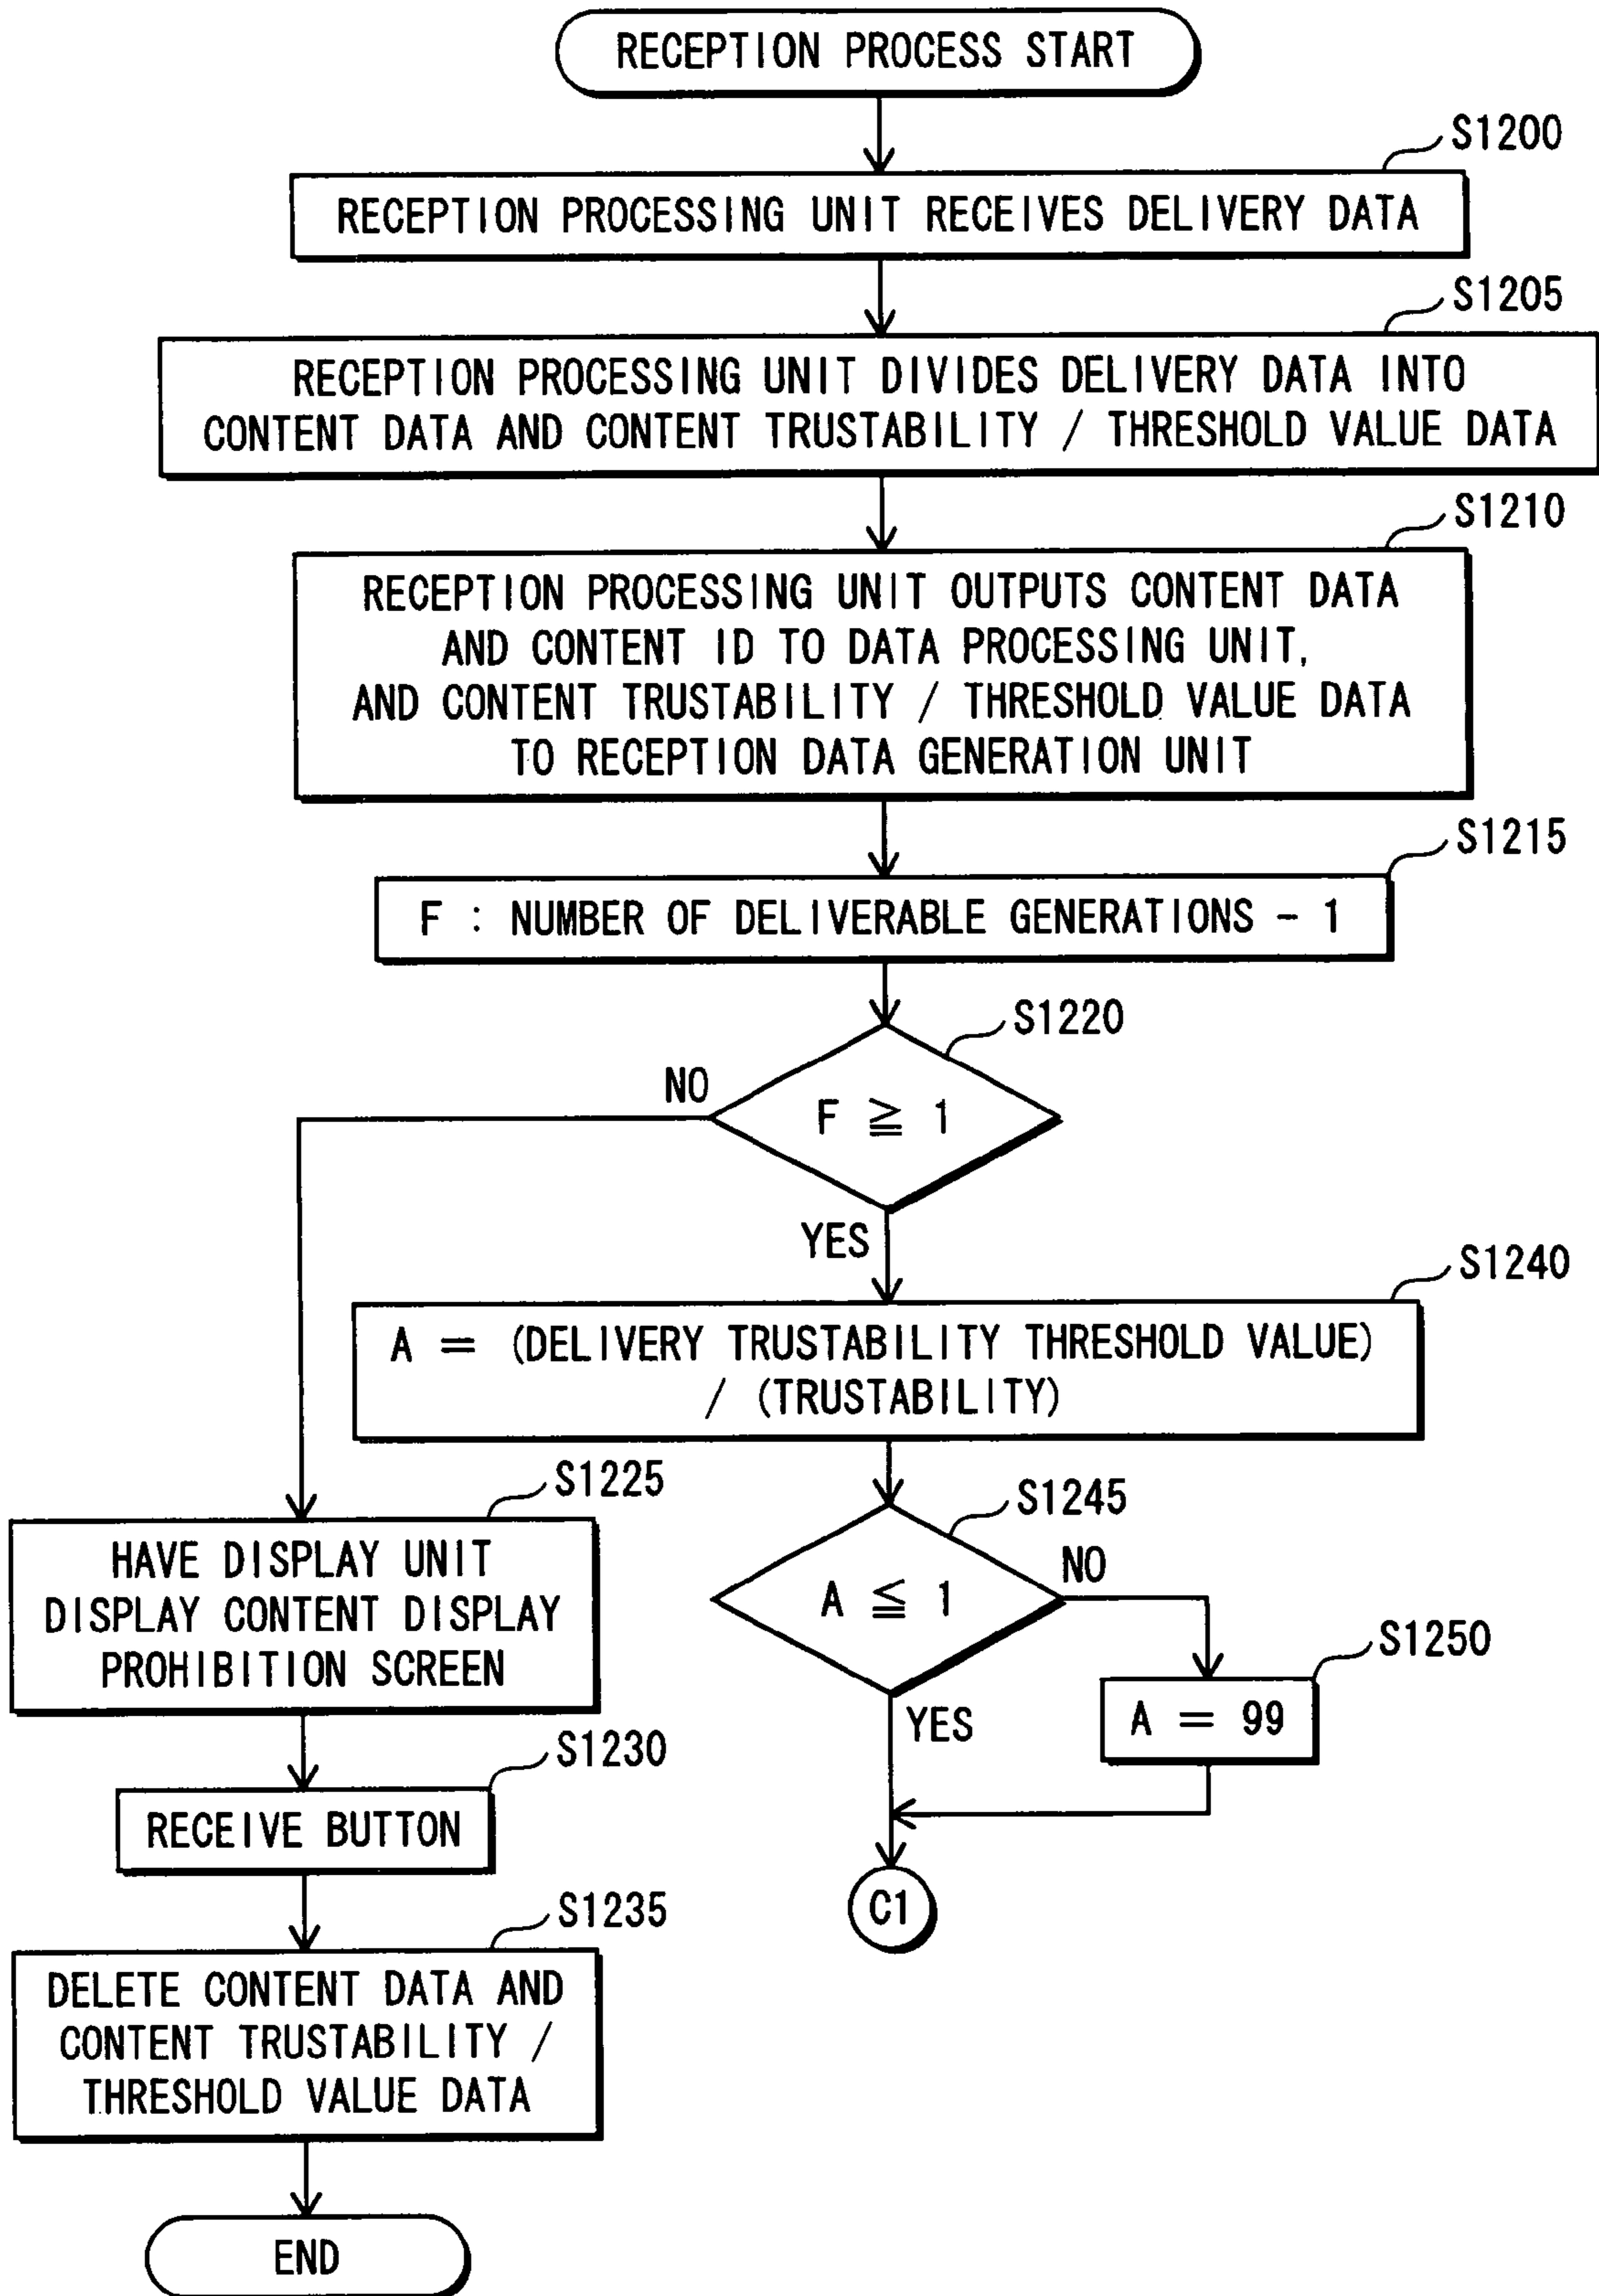 RECEPTION PROCESS START
S1200
RECEPTION PROCESSING UNIT RECEIVES DELIVERY DATA
S1205
RECEPTION PROCESSING UNIT DIVIDES DELIVERY DATA INTO
CONTENT DATA AND CONTENT TRUSTABILITY / THRESHOLD VALUE DATA
S1210
RECEPTION PROCESSING UNIT OUTPUTS CONTENT DATA
AND CONTENT ID TO DATA PROCESSING UNIT,
AND CONTENT TRUSTABILITY / THRESHOLD VALUE DATA
TO RECEPTION DATA GENERATION UNIT
S1215
F : NUMBER OF DELIVERABLE GENERATIONS - 1
S1220
NO
F ≧ 1
YES
S1240
A = (DELIVERY TRUSTABILITY THRESHOLD VALUE)
/ (TRUSTABILITY)
S1225
HAVE DISPLAY UNIT
DISPLAY CONTENT DISPLAY
PROHIBITION SCREEN
S1245
NO
A ≦ 1
YES
S1250
A = 99
S1230
RECEIVE BUTTON
C1
S1235
DELETE CONTENT DATA AND
CONTENT TRUSTABILITY /
THRESHOLD VALUE DATA
END